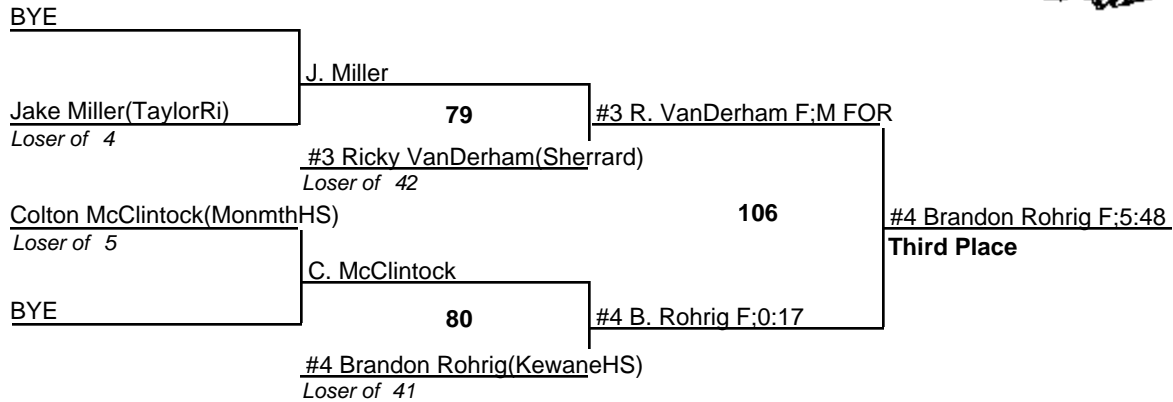 BYE
J. Miller
Jake Miller(TaylorRi)
79
#3 R. VanDerham F;M FOR
Loser of 4
#3 Ricky VanDerham(Sherrard)
Loser of 42
Colton McClintock(MonmthHS)
106
#4 Brandon Rohrig F;5:48
Loser of 5
Third Place
C. McClintock
BYE
80
#4 B. Rohrig F;0:17
#4 Brandon Rohrig(KewaneHS)
Loser of 41